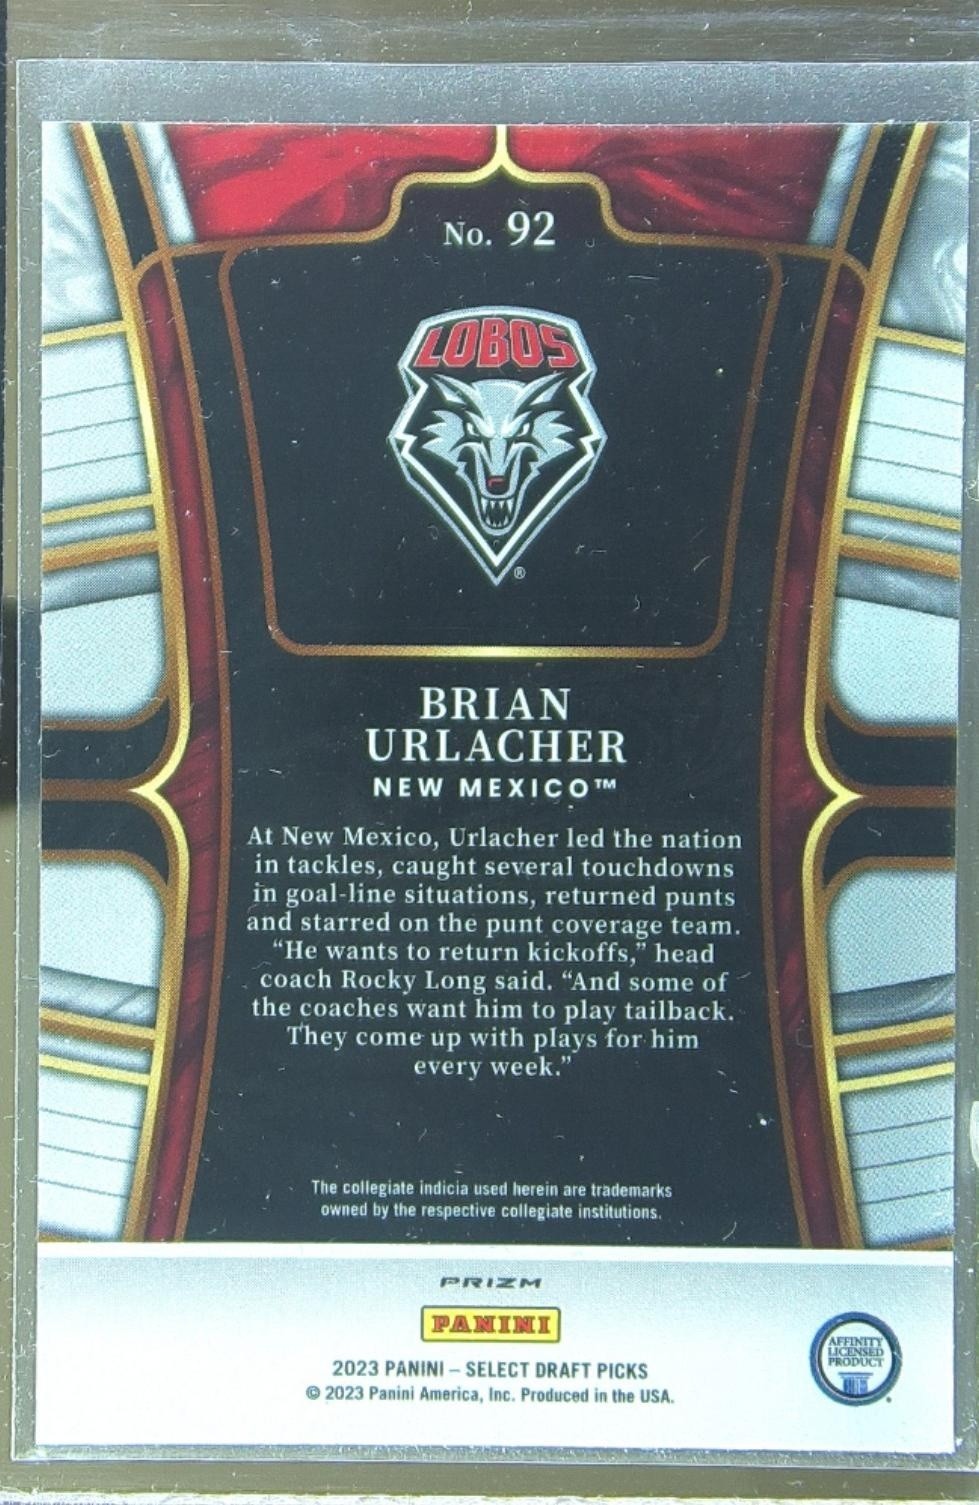 No. 92
LOBOS
®
BRIAN
URLACHER
NEW MEXICO™
At New Mexico, Urlacher led the nation
in tackles, caught several touchdowns
in goal-line situations, returned punts
and starred on the punt coverage team.
“He wants to return kickoffs,” head
coach Rocky Long said. “And some of
the coaches want him to play tailback.
They come up with plays for him
every week.”
The collegiate indicia used herein are trademarks
owned by the respective collegiate institutions.
PRIZM
PANINI
2023 PANINI – SELECT DRAFT PICKS
© 2023 Panini America, Inc. Produced in the USA.
AFFINITY
LICENSED
PRODUCT